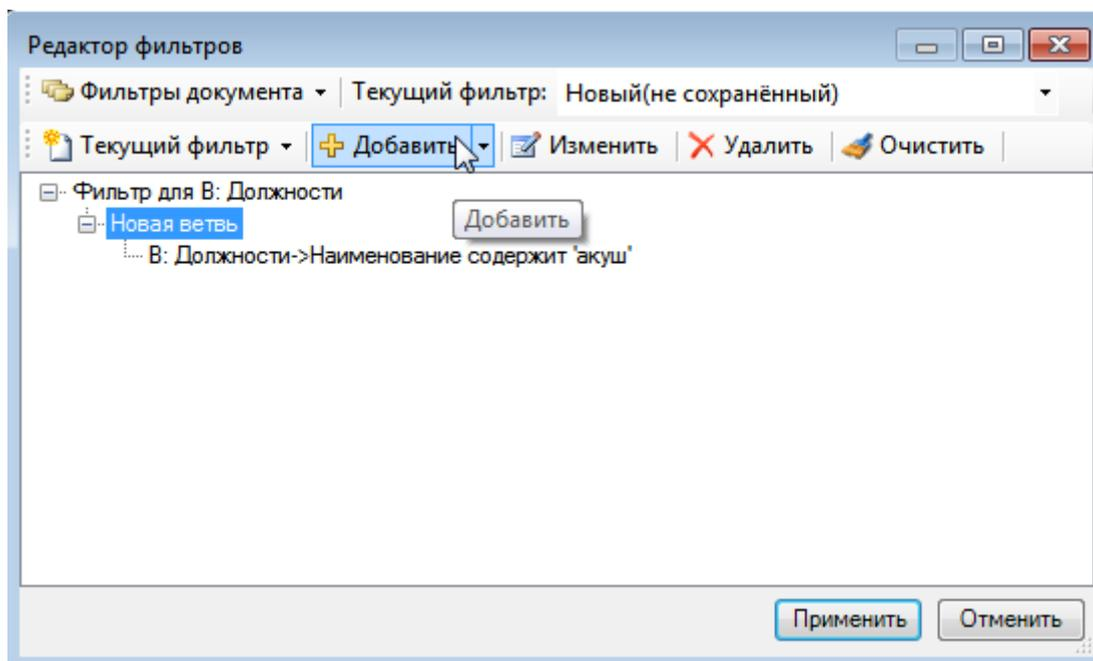 Редактор фильтров
Фильтры документа Текущий фильтр: Новый(не сохранённый)
Текущий фильтр Добавить Изменить Удалить Очистить
Фильтр для В: Должности
Новая ветвь
Добавить
В: Должности->Наименование содержит 'акуш'
Применить Отменить